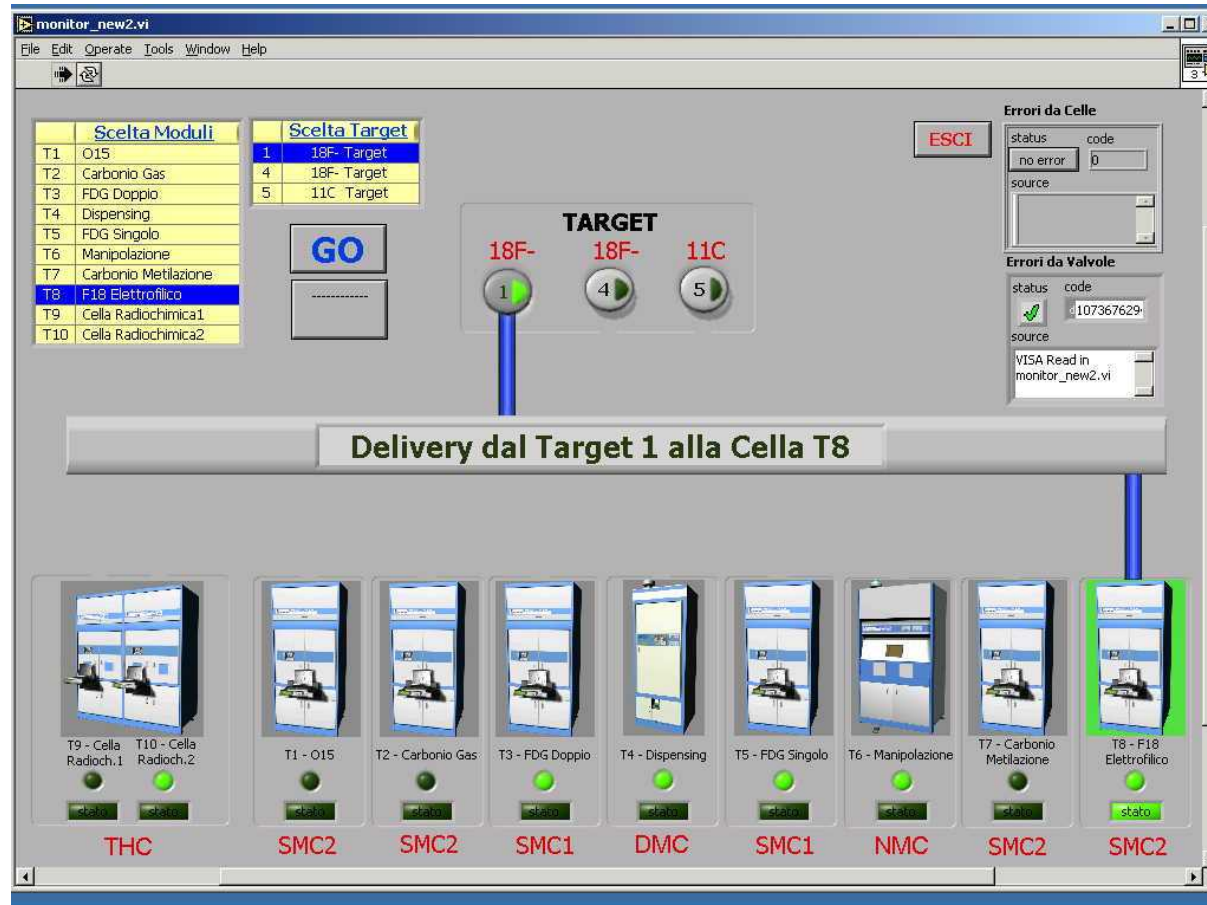 monitor_new2.vi
File Edit Operate Tools Window Help
3
Scelta Moduli
T1 O15
T2 Carbonio Gas
T3 FDG Doppio
T4 Dispensing
T5 FDG Singolo
T6 Manipolazione
T7 Carbonio Metilazione
T8 F18 Elettrofilico
T9 Cella Radiochimica1
T10 Cella Radiochimica2
Scelta Target
1 18F- Target
4 18F- Target
5 11C Target
GO
------------
TARGET
18F- 18F- 11C
1 4 5
ESCI
Errori da Celle
status code
no error 0
source
Errori da Valvole
status code
107367629
source
VISA Read in
monitor_new2.vi
Delivery dal Target 1 alla Cella T8
T9 - Cella
Radioch.1
T10 - Cella
Radioch.2
stato stato
THC
T1 - O15
stato
SMC2
T2 - Carbonio Gas
stato
SMC2
T3 - FDG Doppio
stato
SMC1
T4 - Dispensing
stato
DMC
T5 - FDG Singolo
stato
SMC1
T6 - Manipolazione
stato
NMC
T7 - Carbonio
Metilazione
stato
SMC2
T8 - F18
Elettrofilico
stato
SMC2